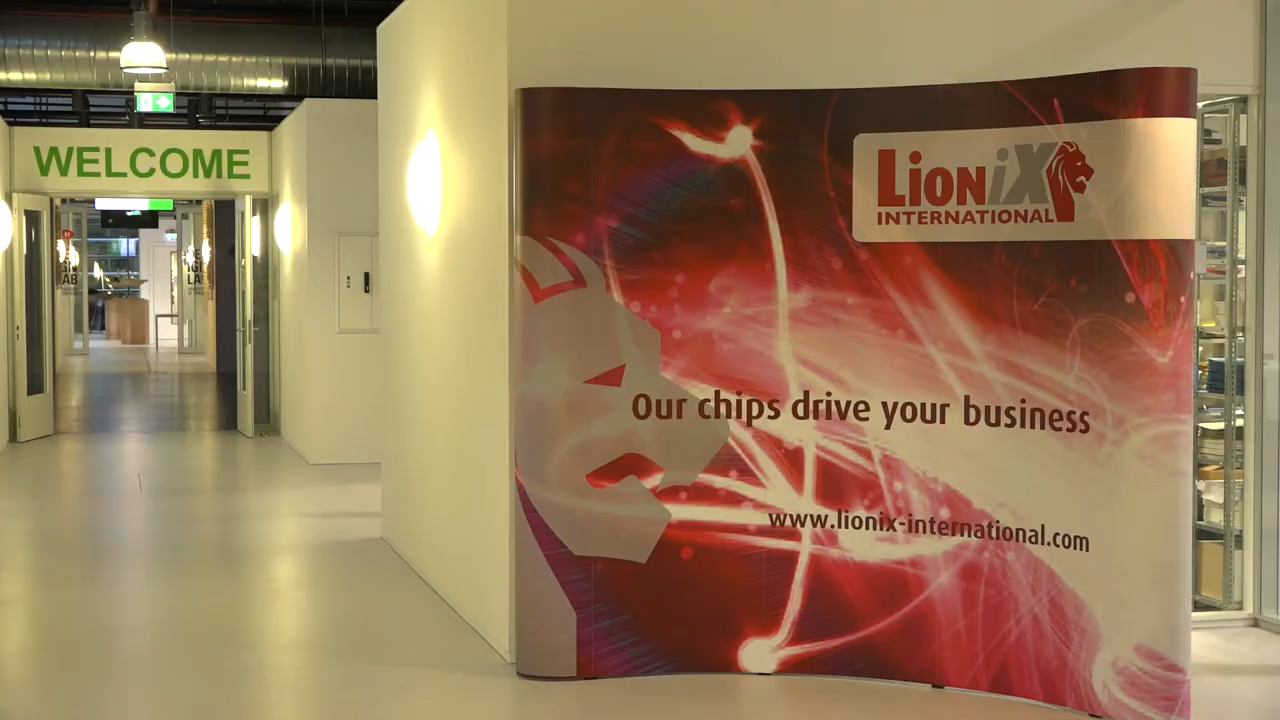 WELCOME
LioniX
INTERNATIONAL
Our chips drive your business
www.lionix-international.com